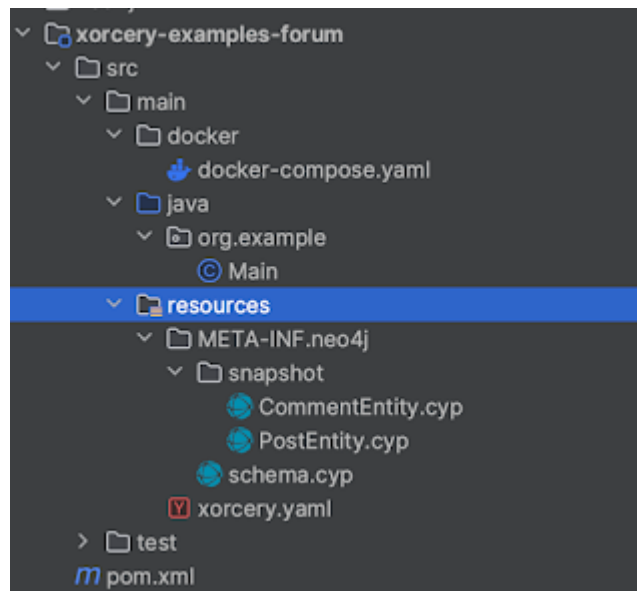 xorcery-examples-forum
src
main
docker
docker-compose.yaml
java
org.example
Main
resources
META-INF.neo4j
snapshot
CommentEntity.cyp
PostEntity.cyp
schema.cyp
xorcery.yaml
test
pom.xml